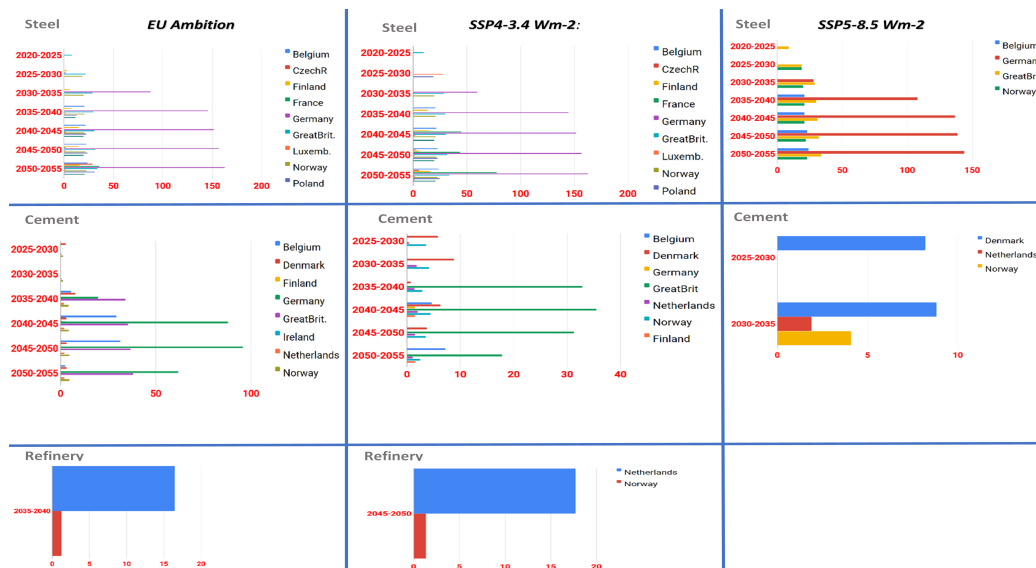 Steel
EU Ambition
2020-2025
2025-2030
2030-2035
2035-2040
2040-2045
2045-2050
2050-2055
0
50
100
150
200
Belgium
CzechR
Finland
France
Germany
GreatBrit.
Luxemb.
Norway
Poland
Steel
SSP4-3.4 Wm-2:
2020-2025
2025-2030
2030-2035
2035-2040
2040-2045
2045-2050
2050-2055
0
50
100
150
200
Belgium
CzechR
Finland
France
Germany
GreatBrit.
Luxemb.
Norway
Poland
Steel
SSP5-8.5 Wm-2
2020-2025
2025-2030
2030-2035
2035-2040
2040-2045
2045-2050
2050-2055
0
50
100
150
Belgium
Germany
GreatBrit
Norway
Cement
2025-2030
2030-2035
2035-2040
2040-2045
2045-2050
2050-2055
0
50
100
Belgium
Denmark
Finland
Germany
GreatBrit.
Ireland
Netherlands
Norway
Cement
2025-2030
2030-2035
2035-2040
2040-2045
2045-2050
2050-2055
0
10
20
30
40
Belgium
Denmark
Germany
GreatBrit
Netherlands
Norway
Finland
Cement
2025-2030
2030-2035
0
5
10
Denmark
Netherlands
Norway
Refinery
2035-2040
0
5
10
15
20
Refinery
2045-2050
0
5
10
15
20
Netherlands
Norway